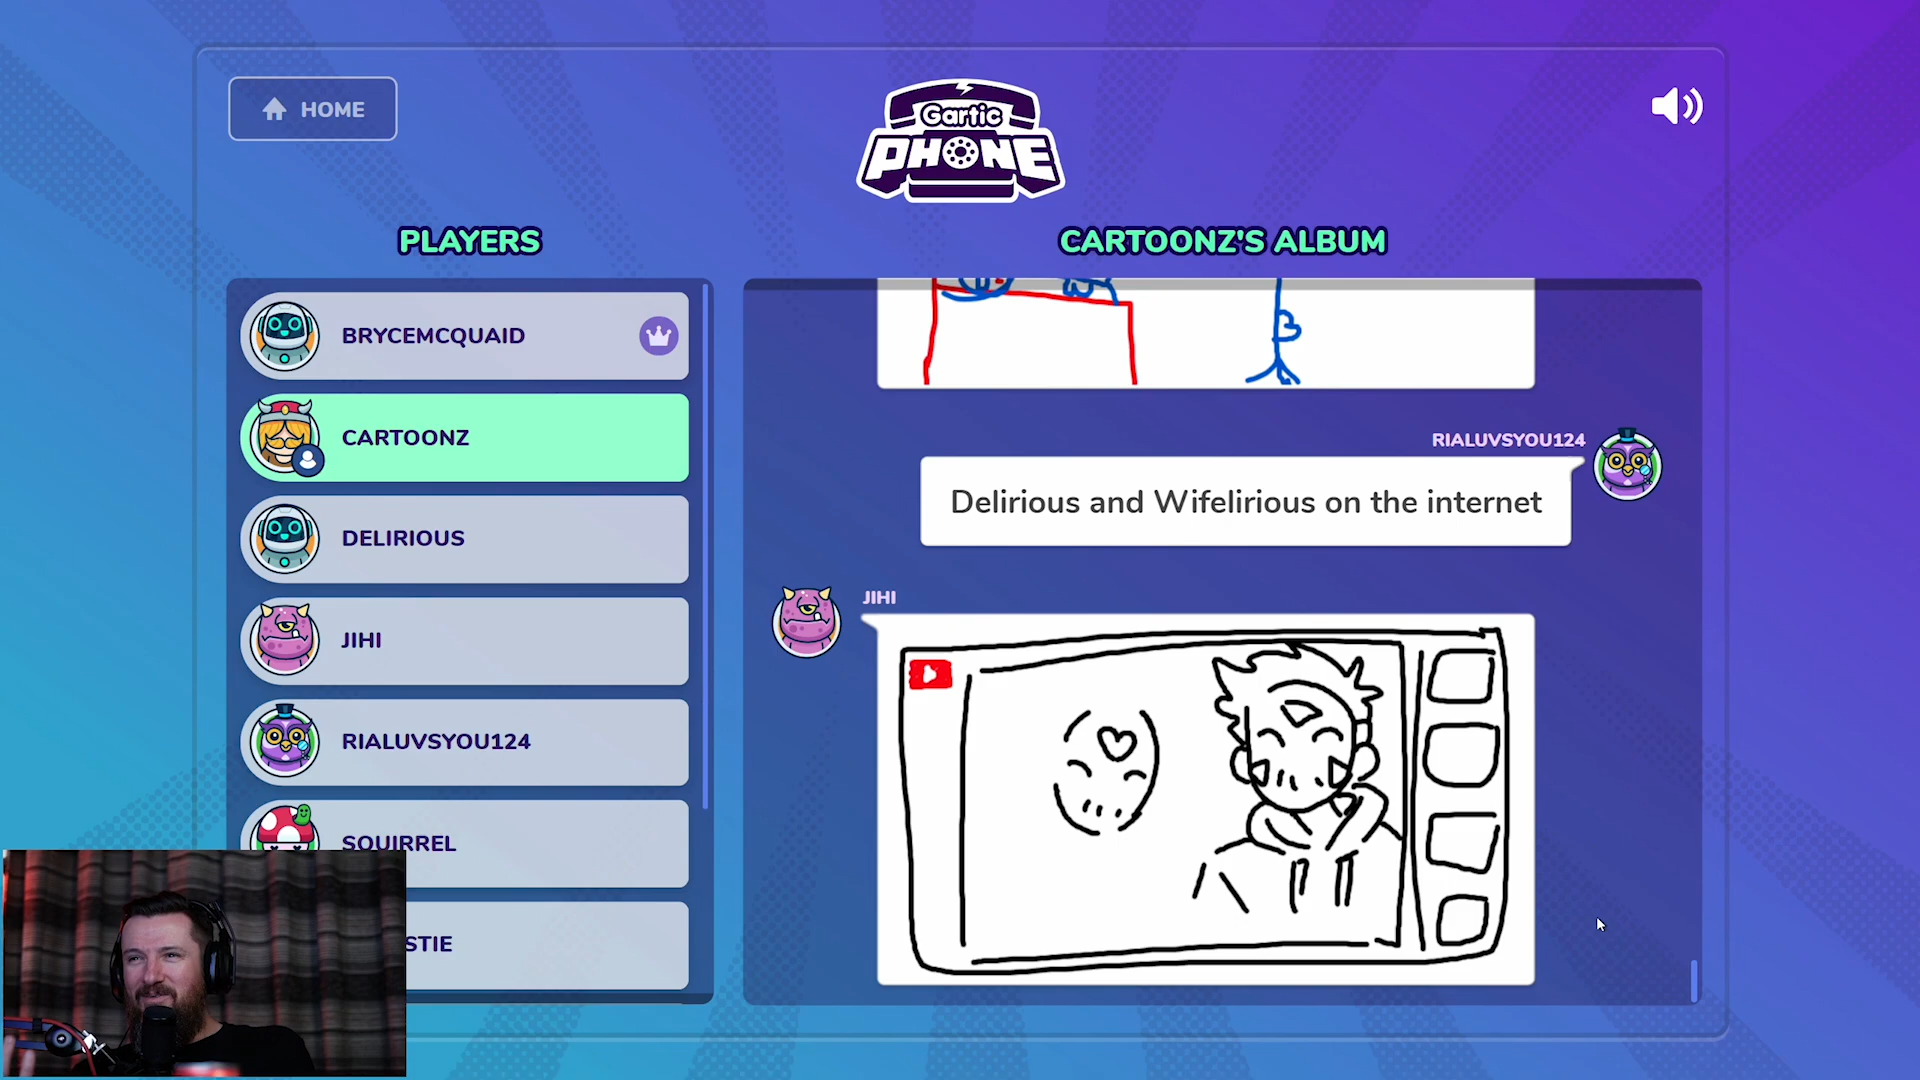 HOME
Gartic
PHONE
PLAYERS
CARTOONZ'S ALBUM
BRYCEMCQUAID
CARTOONZ
DELIRIOUS
JIHI
RIALUVSYOU124
SQUIRREL
STIE
RIALUVSYOU124
Delirious and Wifelirious on the internet
JIHI